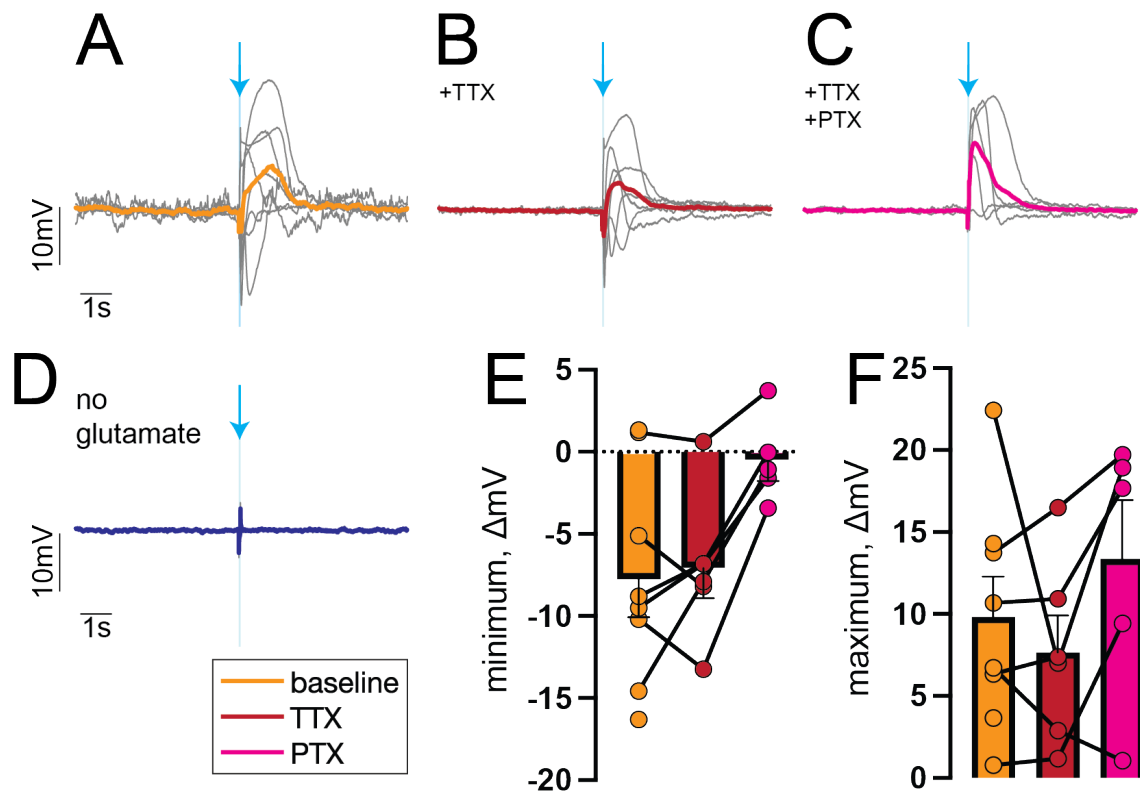 A
B
C
+TTX
+TTX
+PTX
10mV
1s
D
no
glutamate
10mV
1s
baseline
TTX
PTX
E
minimum, ΔmV
5
0
-5
-10
-15
-20
F
maximum, ΔmV
25
20
15
10
5
0